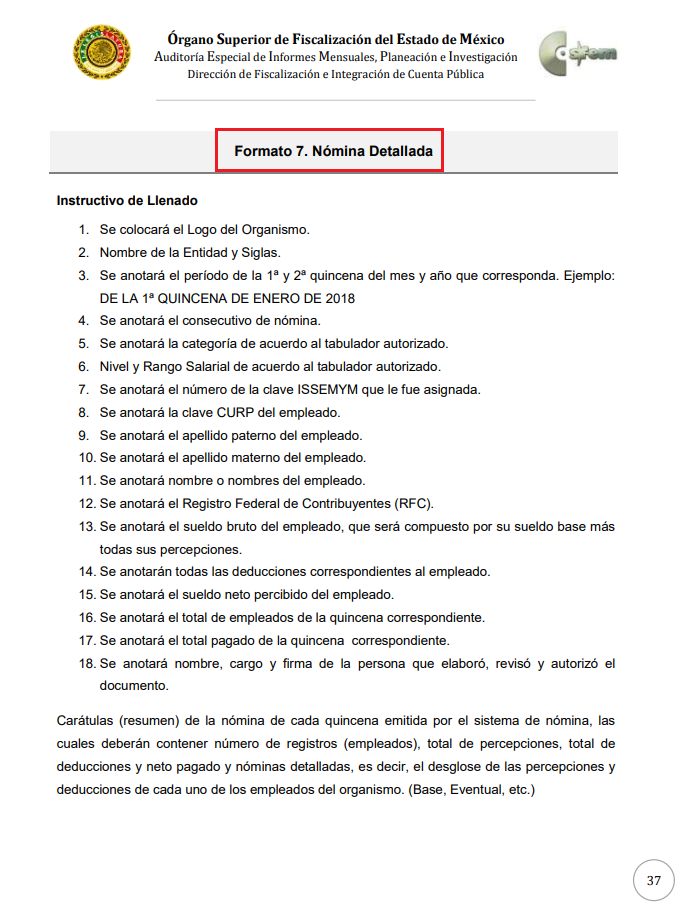 Órgano Superior de Fiscalización del Estado de México
Auditoría Especial de Informes Mensuales, Planeación e Investigación
Dirección de Fiscalización e Integración de Cuenta Pública
osfem
Formato 7. Nómina Detallada
Instructivo de Llenado
1. Se colocará el Logo del Organismo.
2. Nombre de la Entidad y Siglas.
3. Se anotará el período de la 1ª y 2ª quincena del mes y año que corresponda. Ejemplo:
DE LA 1ª QUINCENA DE ENERO DE 2018
4. Se anotará el consecutivo de nómina.
5. Se anotará la categoría de acuerdo al tabulador autorizado.
6. Nivel y Rango Salarial de acuerdo al tabulador autorizado.
7. Se anotará el número de la clave ISSEMYM que le fue asignada.
8. Se anotará la clave CURP del empleado.
9. Se anotará el apellido paterno del empleado.
10. Se anotará el apellido materno del empleado.
11. Se anotará nombre o nombres del empleado.
12. Se anotará el Registro Federal de Contribuyentes (RFC).
13. Se anotará el sueldo bruto del empleado, que será compuesto por su sueldo base más
todas sus percepciones.
14. Se anotarán todas las deducciones correspondientes al empleado.
15. Se anotará el sueldo neto percibido del empleado.
16. Se anotará el total de empleados de la quincena correspondiente.
17. Se anotará el total pagado de la quincena correspondiente.
18. Se anotará nombre, cargo y firma de la persona que elaboró, revisó y autorizó el
documento.
Carátulas (resumen) de la nómina de cada quincena emitida por el sistema de nómina, las
cuales deberán contener número de registros (empleados), total de percepciones, total de
deducciones y neto pagado y nóminas detalladas, es decir, el desglose de las percepciones y
deducciones de cada uno de los empleados del organismo. (Base, Eventual, etc.)
37